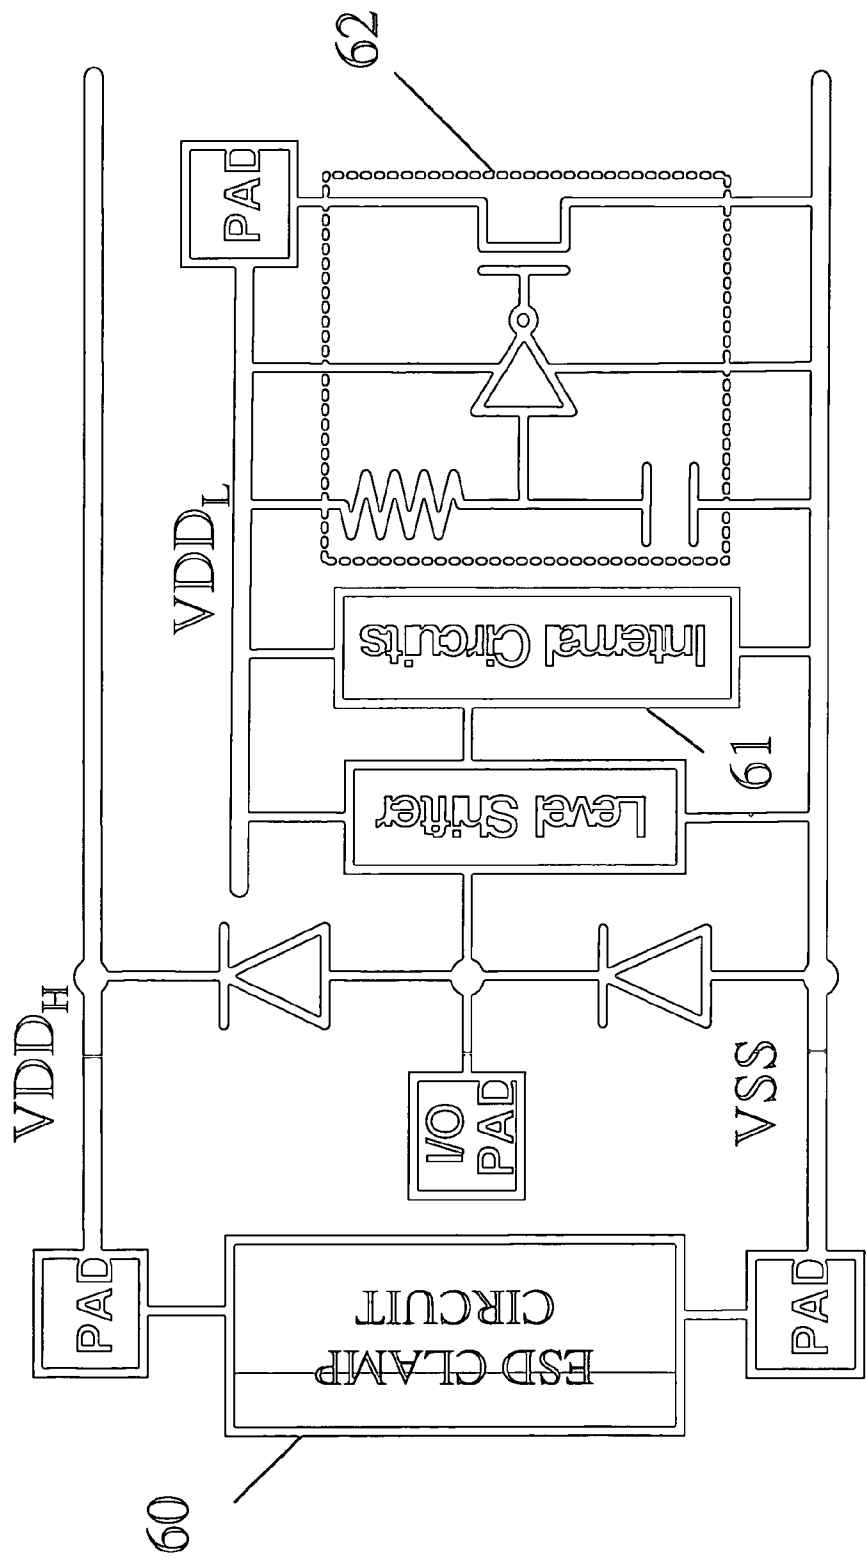 60
ESD CLAMP
CIRCUIT
PAD
PAD
VDD_H
VSS
I/O
PAD
Level Shifter
61
Internal Circuits
VDD_L
PAD
62